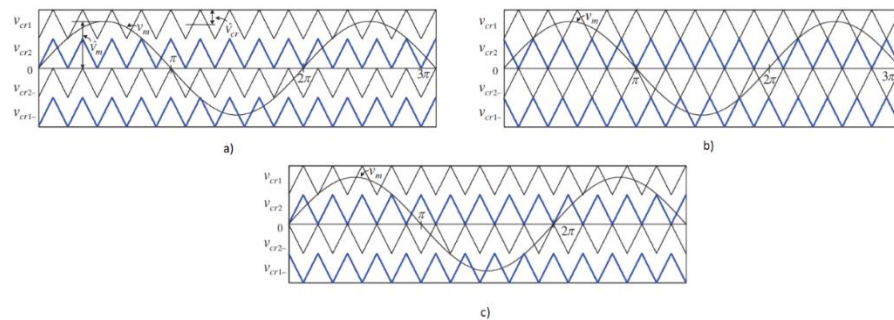 v_cr1
v_m
V̂_cr
v_cr2
V̂_m
0
π
2π
3π
v_cr2−
v_cr1−
a)
v_cr1
v_m
v_cr2
0
π
2π
3π
v_cr2−
v_cr1−
b)
v_cr1
v_m
v_cr2
0
π
2π
v_cr2−
v_cr1−
c)